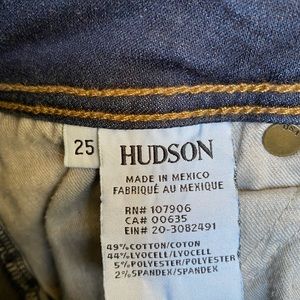 25
HUDSON
MADE IN MEXICO
FABRIQUÉ AU MEXIQUE
RN# 107906
CA# 00635
EIN# 20-3082491
49% COTTON/COTON
44% LYOCELL/LYOCELL
5% POLYESTER/POLYESTER
2% SPANDEX/SPANDEX